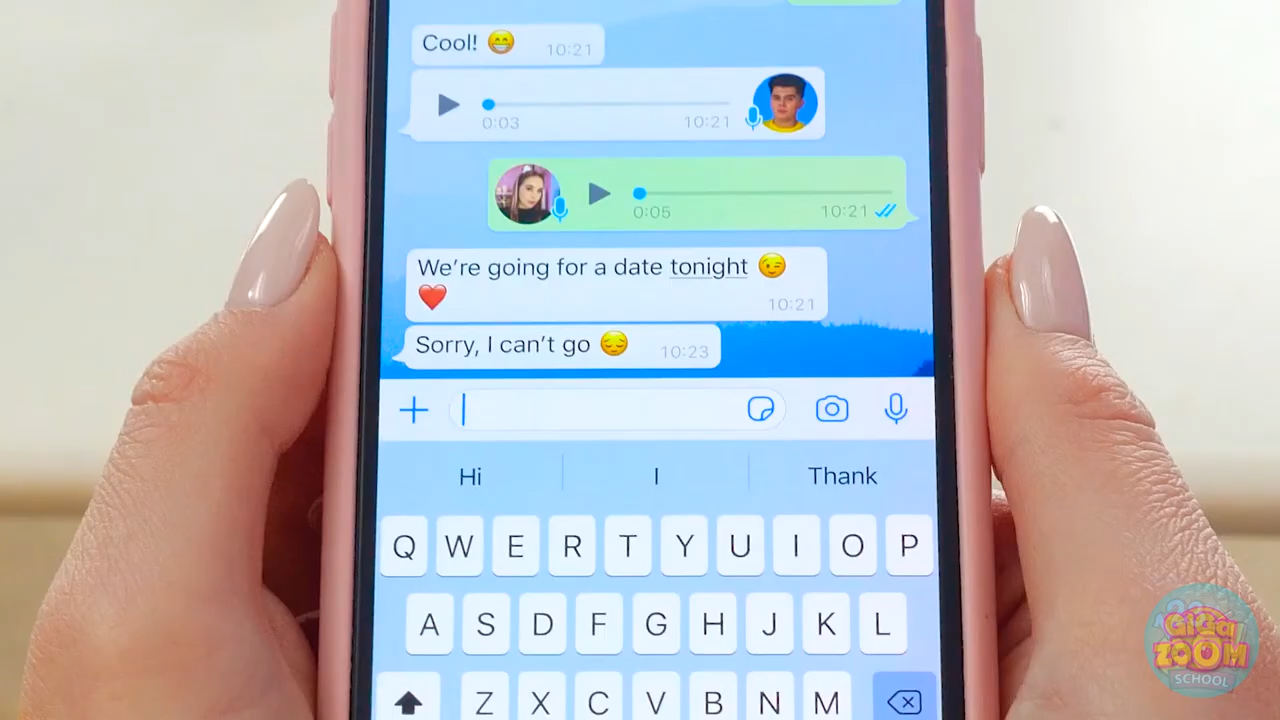 Cool! 😁 10:21
0:03 10:21
0:05 10:21
We're going for a date tonight 😉
❤️ 10:21
Sorry, I can't go 😔 10:23
Hi I Thank
Q W E R T Y U I O P
A S D F G H J K L
Z X C V B N M
GiGa
ZOOM
SCHOOL